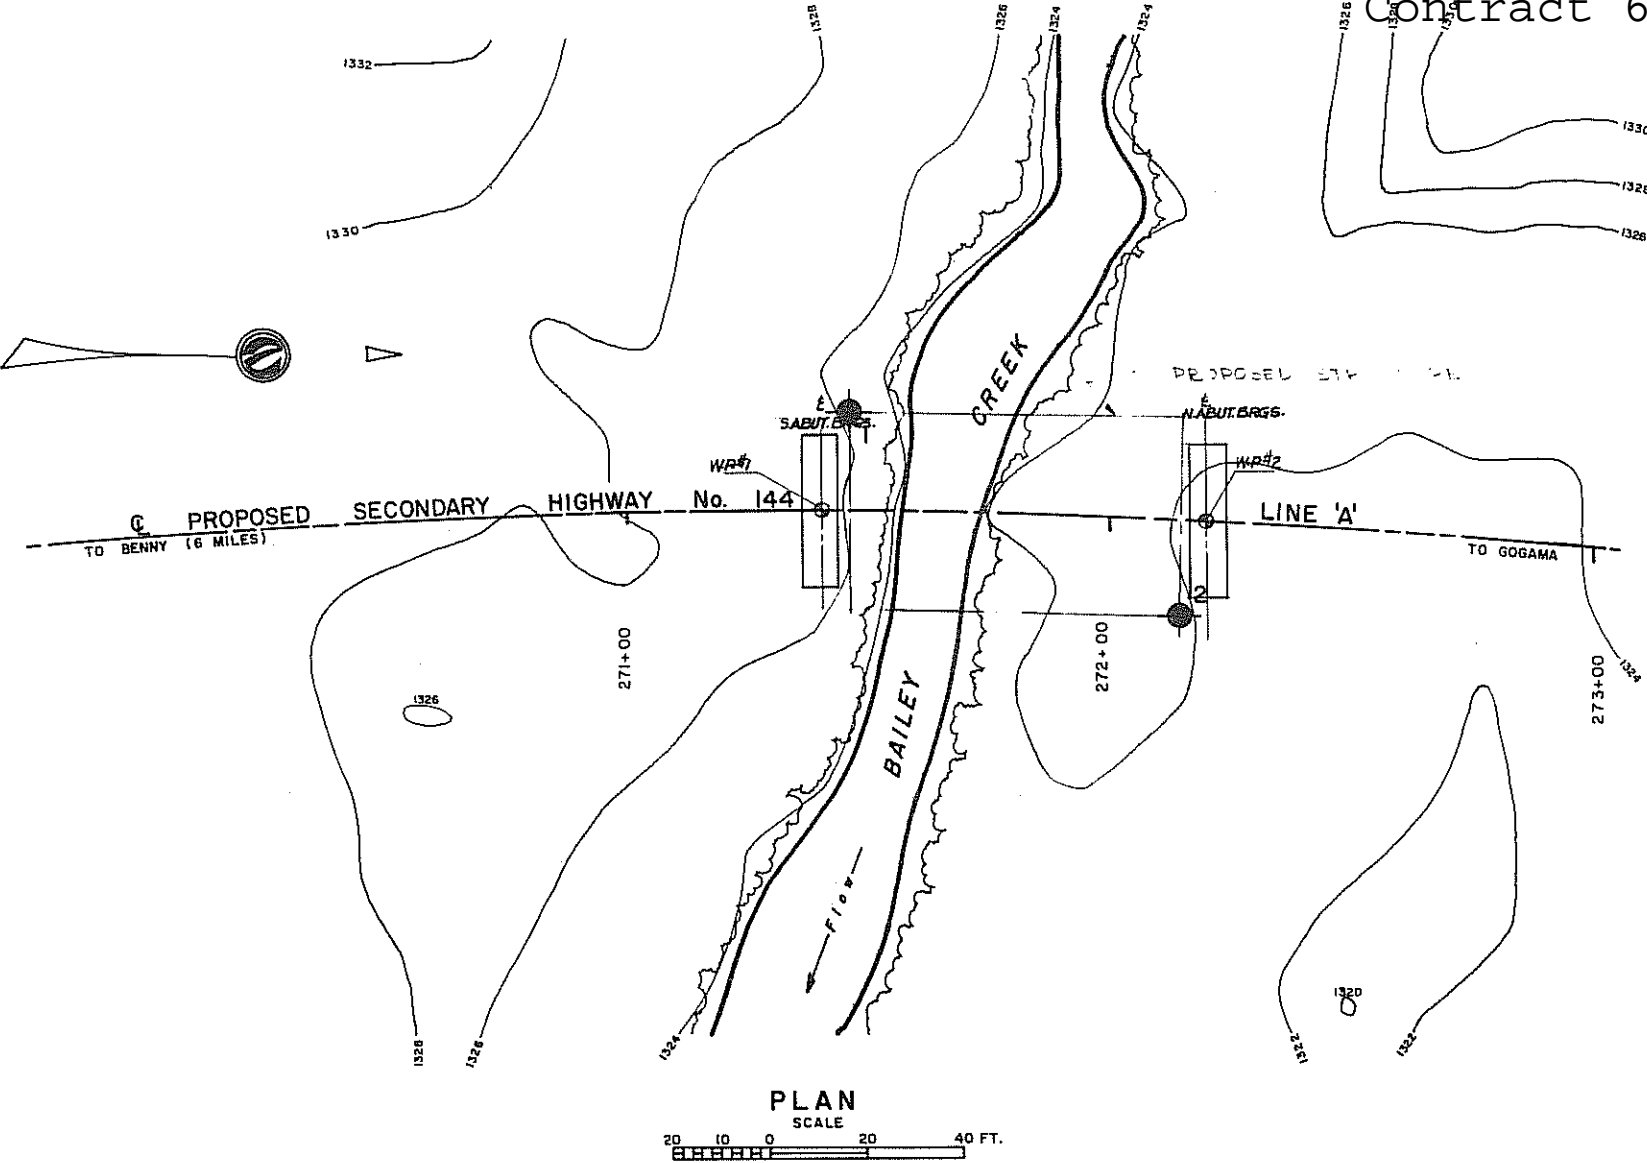 Contract 6
1328
1326
1324
1324
1326
1328
1330
1332
1330
1328
1326
1330
CREEK
PROPOSED
S.ABUT. BRGS.
1
N.ABUT. BRGS.
W.P.#1
W.P.#2
℄ PROPOSED SECONDARY HIGHWAY No. 144
LINE 'A'
TO BENNY (6 MILES)
TO GOGAMA
2
271+00
272+00
273+00
1324
1326
BAILEY
Flow
1320
1326
1326
1324
1322
1322
PLAN
SCALE
20 10 0 20 40 FT.